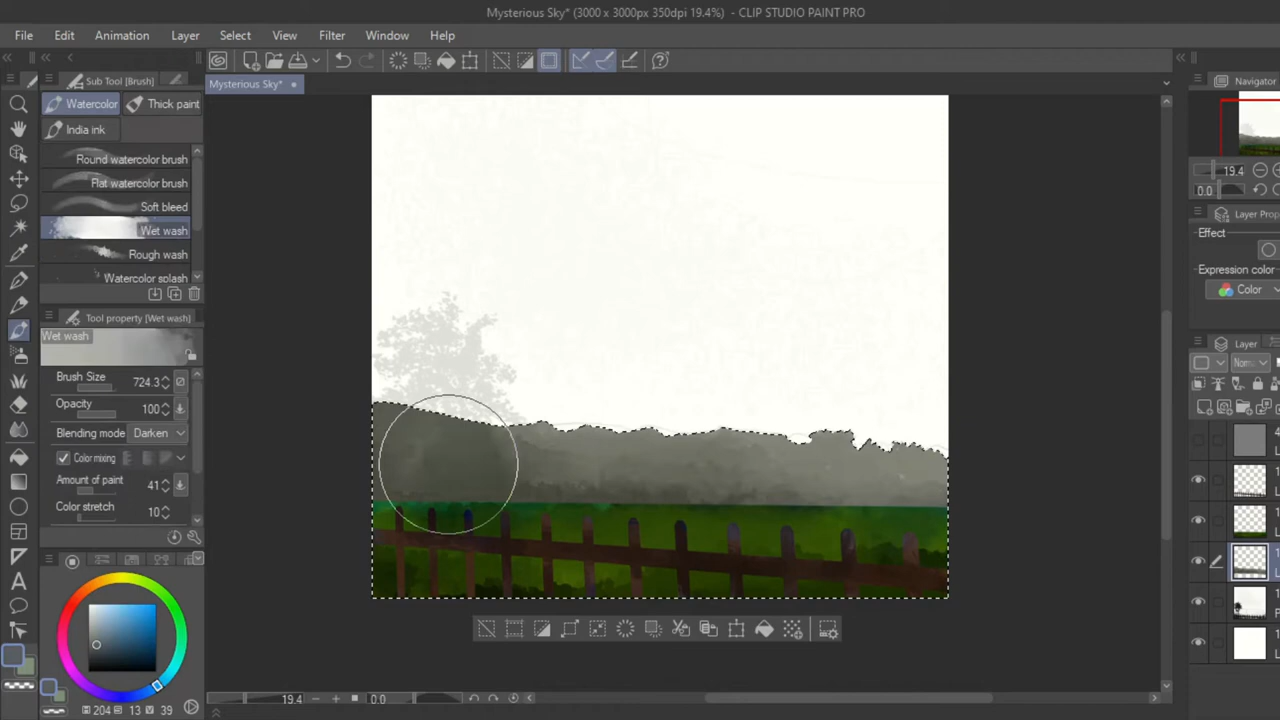 Mysterious Sky* (3000 x 3000px 350dpi 19.4%) - CLIP STUDIO PAINT PRO
File Edit Animation Layer Select View Filter Window Help
Sub Tool [Brush]
Mysterious Sky*
Navigator
Watercolor Thick paint
India ink
Round watercolor brush
Flat watercolor brush
Soft bleed
Wet wash
Rough wash
Watercolor splash
Tool property [Wet wash]
Wet wash
Brush Size 724.3
Opacity 100
Blending mode Darken
Color mixing
Amount of paint 41
Color stretch 10
204 13 39
19.4 0.0
19.4
0.0
Layer Prop
Effect
Expression color
Color
Layer
Norma